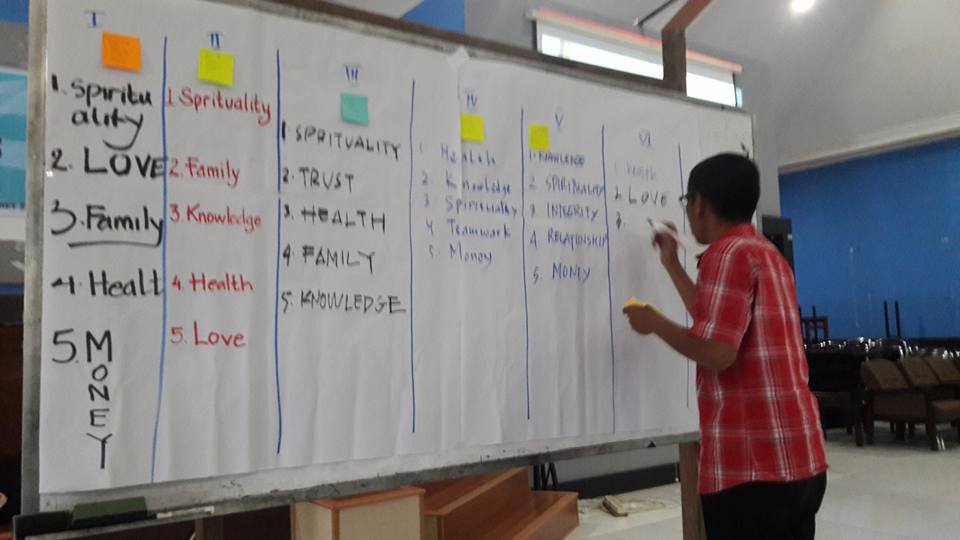 I
1. Spiritu
ality
2. LOVE
3. Family
4. Healt
5. MONEY
II
1. Sprituality
2. Family
3. Knowledge
4. Health
5. Love
III
1. SPRITUALITY
2. TRUST
3. HEALTH
4. FAMILY
5. KNOWLEDGE
IV
1. Health
2. Knowledge
3. Spirituality
4. Teamwork
5. Money
V
1. KNOWLEDGE
2. SPIRITUALITY
3. INTEGRITY
4. RELATIONSHIP
5. MONEY
VI
1. Health
2. LOVE
3.